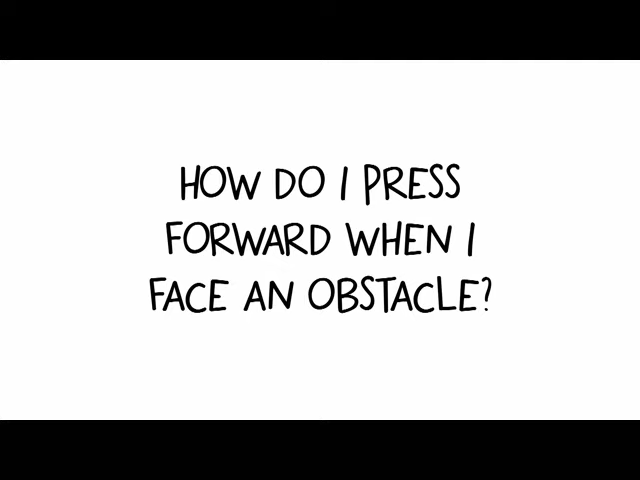 HOW DO I PRESS
FORWARD WHEN I
FACE AN OBSTACLE?